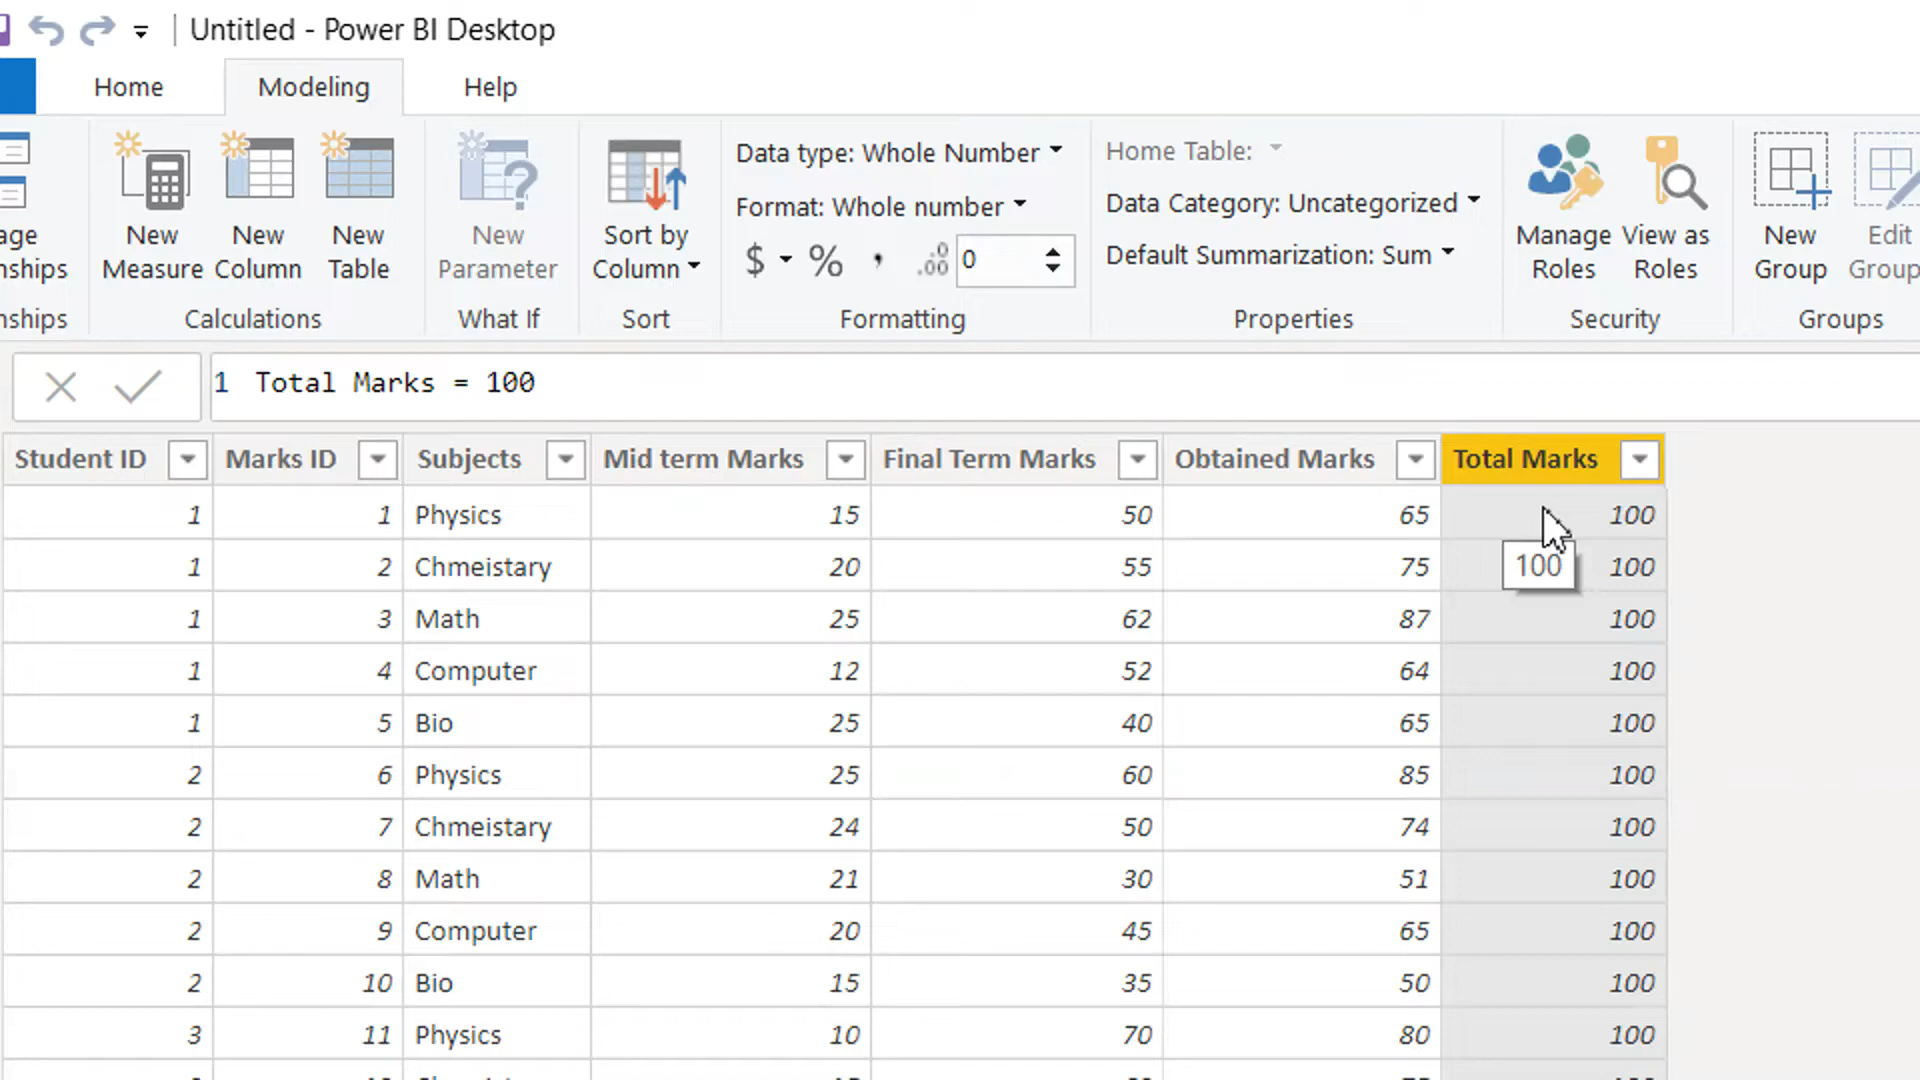 Untitled - Power BI Desktop
Home Modeling Help
New Measure
New Column
New Table
New Parameter
Sort by Column
Data type: Whole Number
Format: Whole number
$ % , .00 0
Home Table:
Data Category: Uncategorized
Default Summarization: Sum
Manage Roles
View as Roles
New Group
Edit Group
nships Calculations What If Sort Formatting Properties Security Groups
1 Total Marks = 100
Student ID Marks ID Subjects Mid term Marks Final Term Marks Obtained Marks Total Marks
1 1 Physics 15 50 65 100
100
1 2 Chmeistary 20 55 75 100
1 3 Math 25 62 87 100
1 4 Computer 12 52 64 100
1 5 Bio 25 40 65 100
2 6 Physics 25 60 85 100
2 7 Chmeistary 24 50 74 100
2 8 Math 21 30 51 100
2 9 Computer 20 45 65 100
2 10 Bio 15 35 50 100
3 11 Physics 10 70 80 100